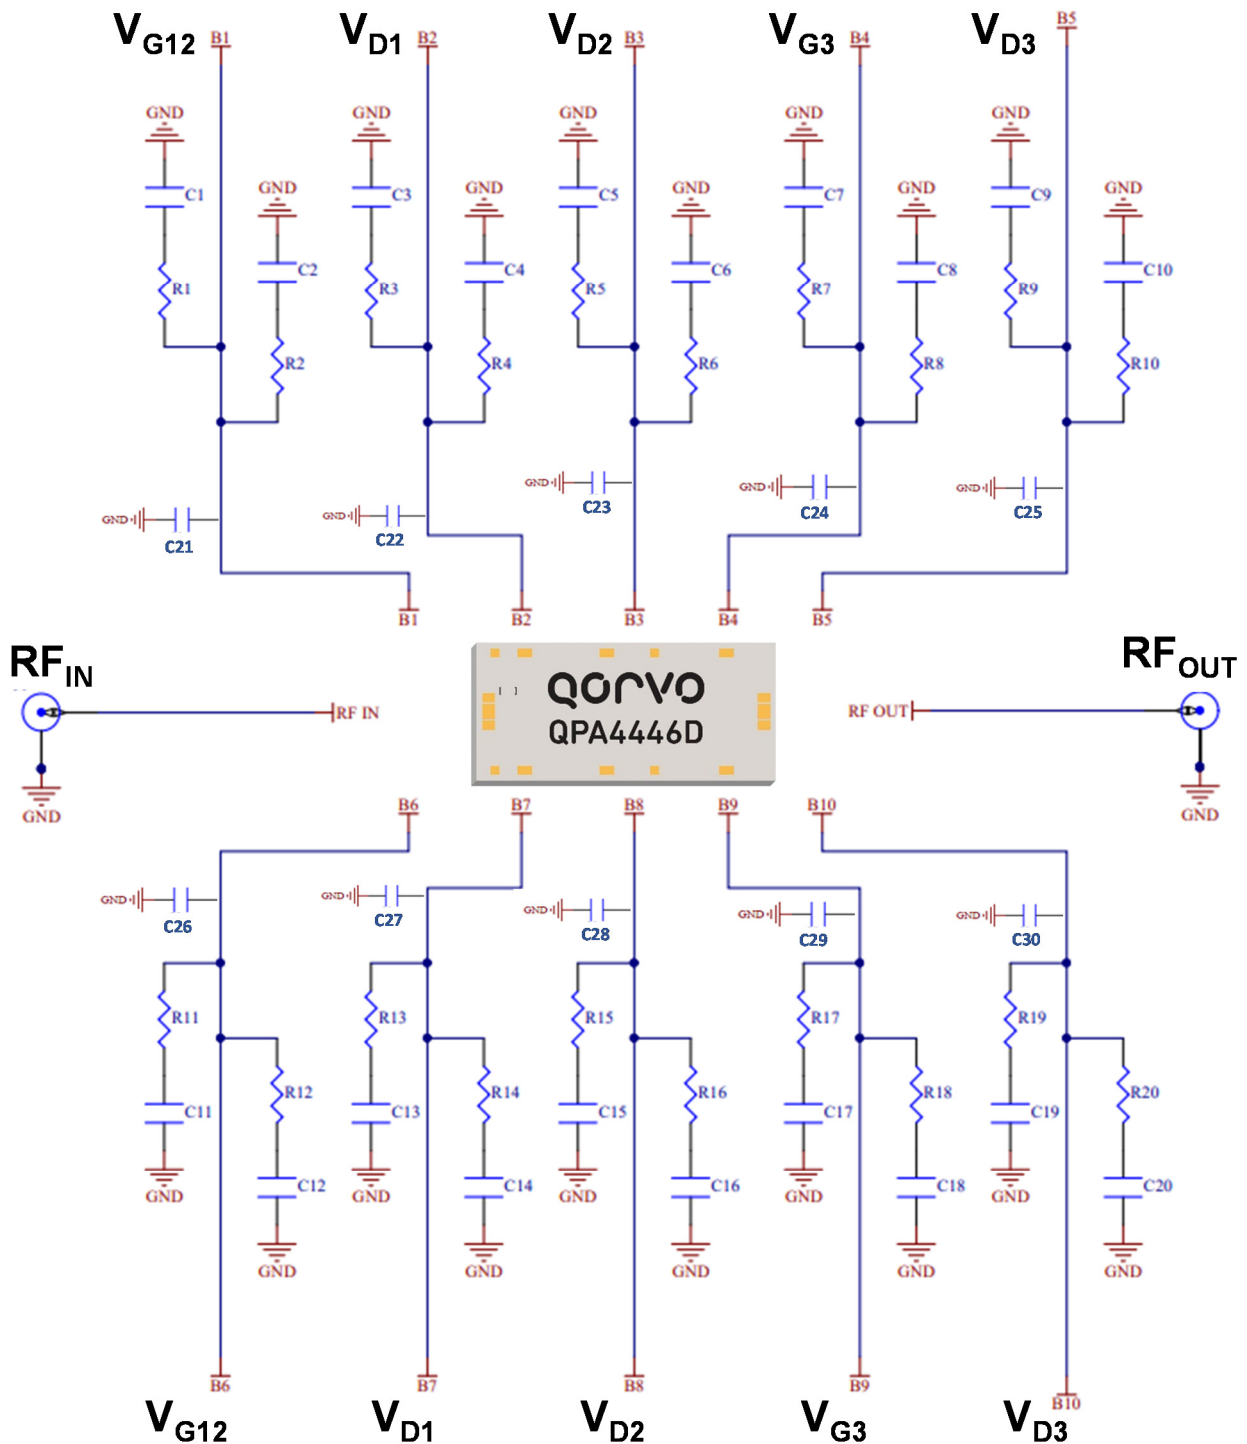 VG12 B1 VD1 B2 VD2 B3 VG3 B4 VD3 B5
GND GND GND GND GND
C1 C3 C5 C7 C9
GND GND GND GND GND
C2 C4 C6 C8 C10
R1 R3 R5 R7 R9
R2 R4 R6 R8 R10
GND C23
GND C24
GND C25
GND C21
GND C22
B1 B2 B3 B4 B5
RFIN
RF IN
QORVO
QPA4446D
RF OUT
RFOUT
GND
GND
B6 B7 B8 B9 B10
GND C26
GND C27
GND C28
GND C29
GND C30
R11 R13 R15 R17 R19
R12 R14 R16 R18 R20
C11 C13 C15 C17 C19
GND GND GND GND GND
C12 C14 C16 C18 C20
GND GND GND GND GND
B6 B7 B8 B9 B10
VG12 VD1 VD2 VG3 VD3